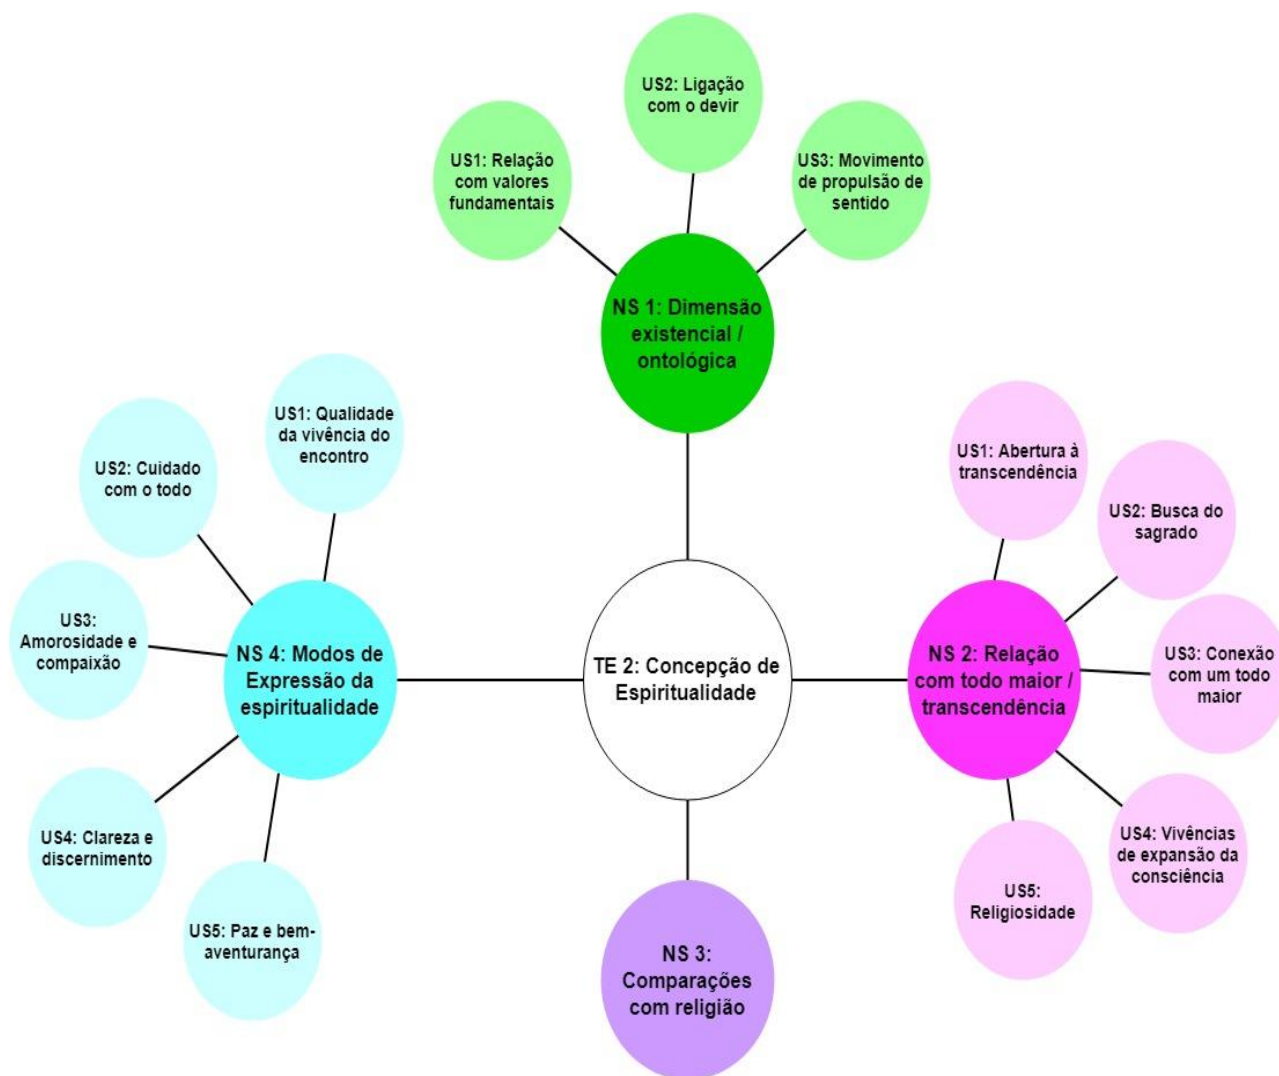 US2: Ligação
com o devir
US1: Relação
com valores
fundamentais
US3: Movimento
de propulsão de
sentido
NS 1: Dimensão
existencial /
ontológica
US1: Qualidade
da vivência do
encontro
US2: Cuidado
com o todo
US3:
Amorosidade e
compaixão
NS 4: Modos de
Expressão da
espiritualidade
US4: Clareza e
discernimento
US5: Paz e bem-
aventurança
TE 2: Concepção de
Espiritualidade
US1: Abertura à
transcendência
US2: Busca do
sagrado
NS 2: Relação
com todo maior /
transcendência
US3: Conexão
com um todo
maior
US4: Vivências
de expansão da
consciência
US5:
Religiosidade
NS 3:
Comparações
com religião